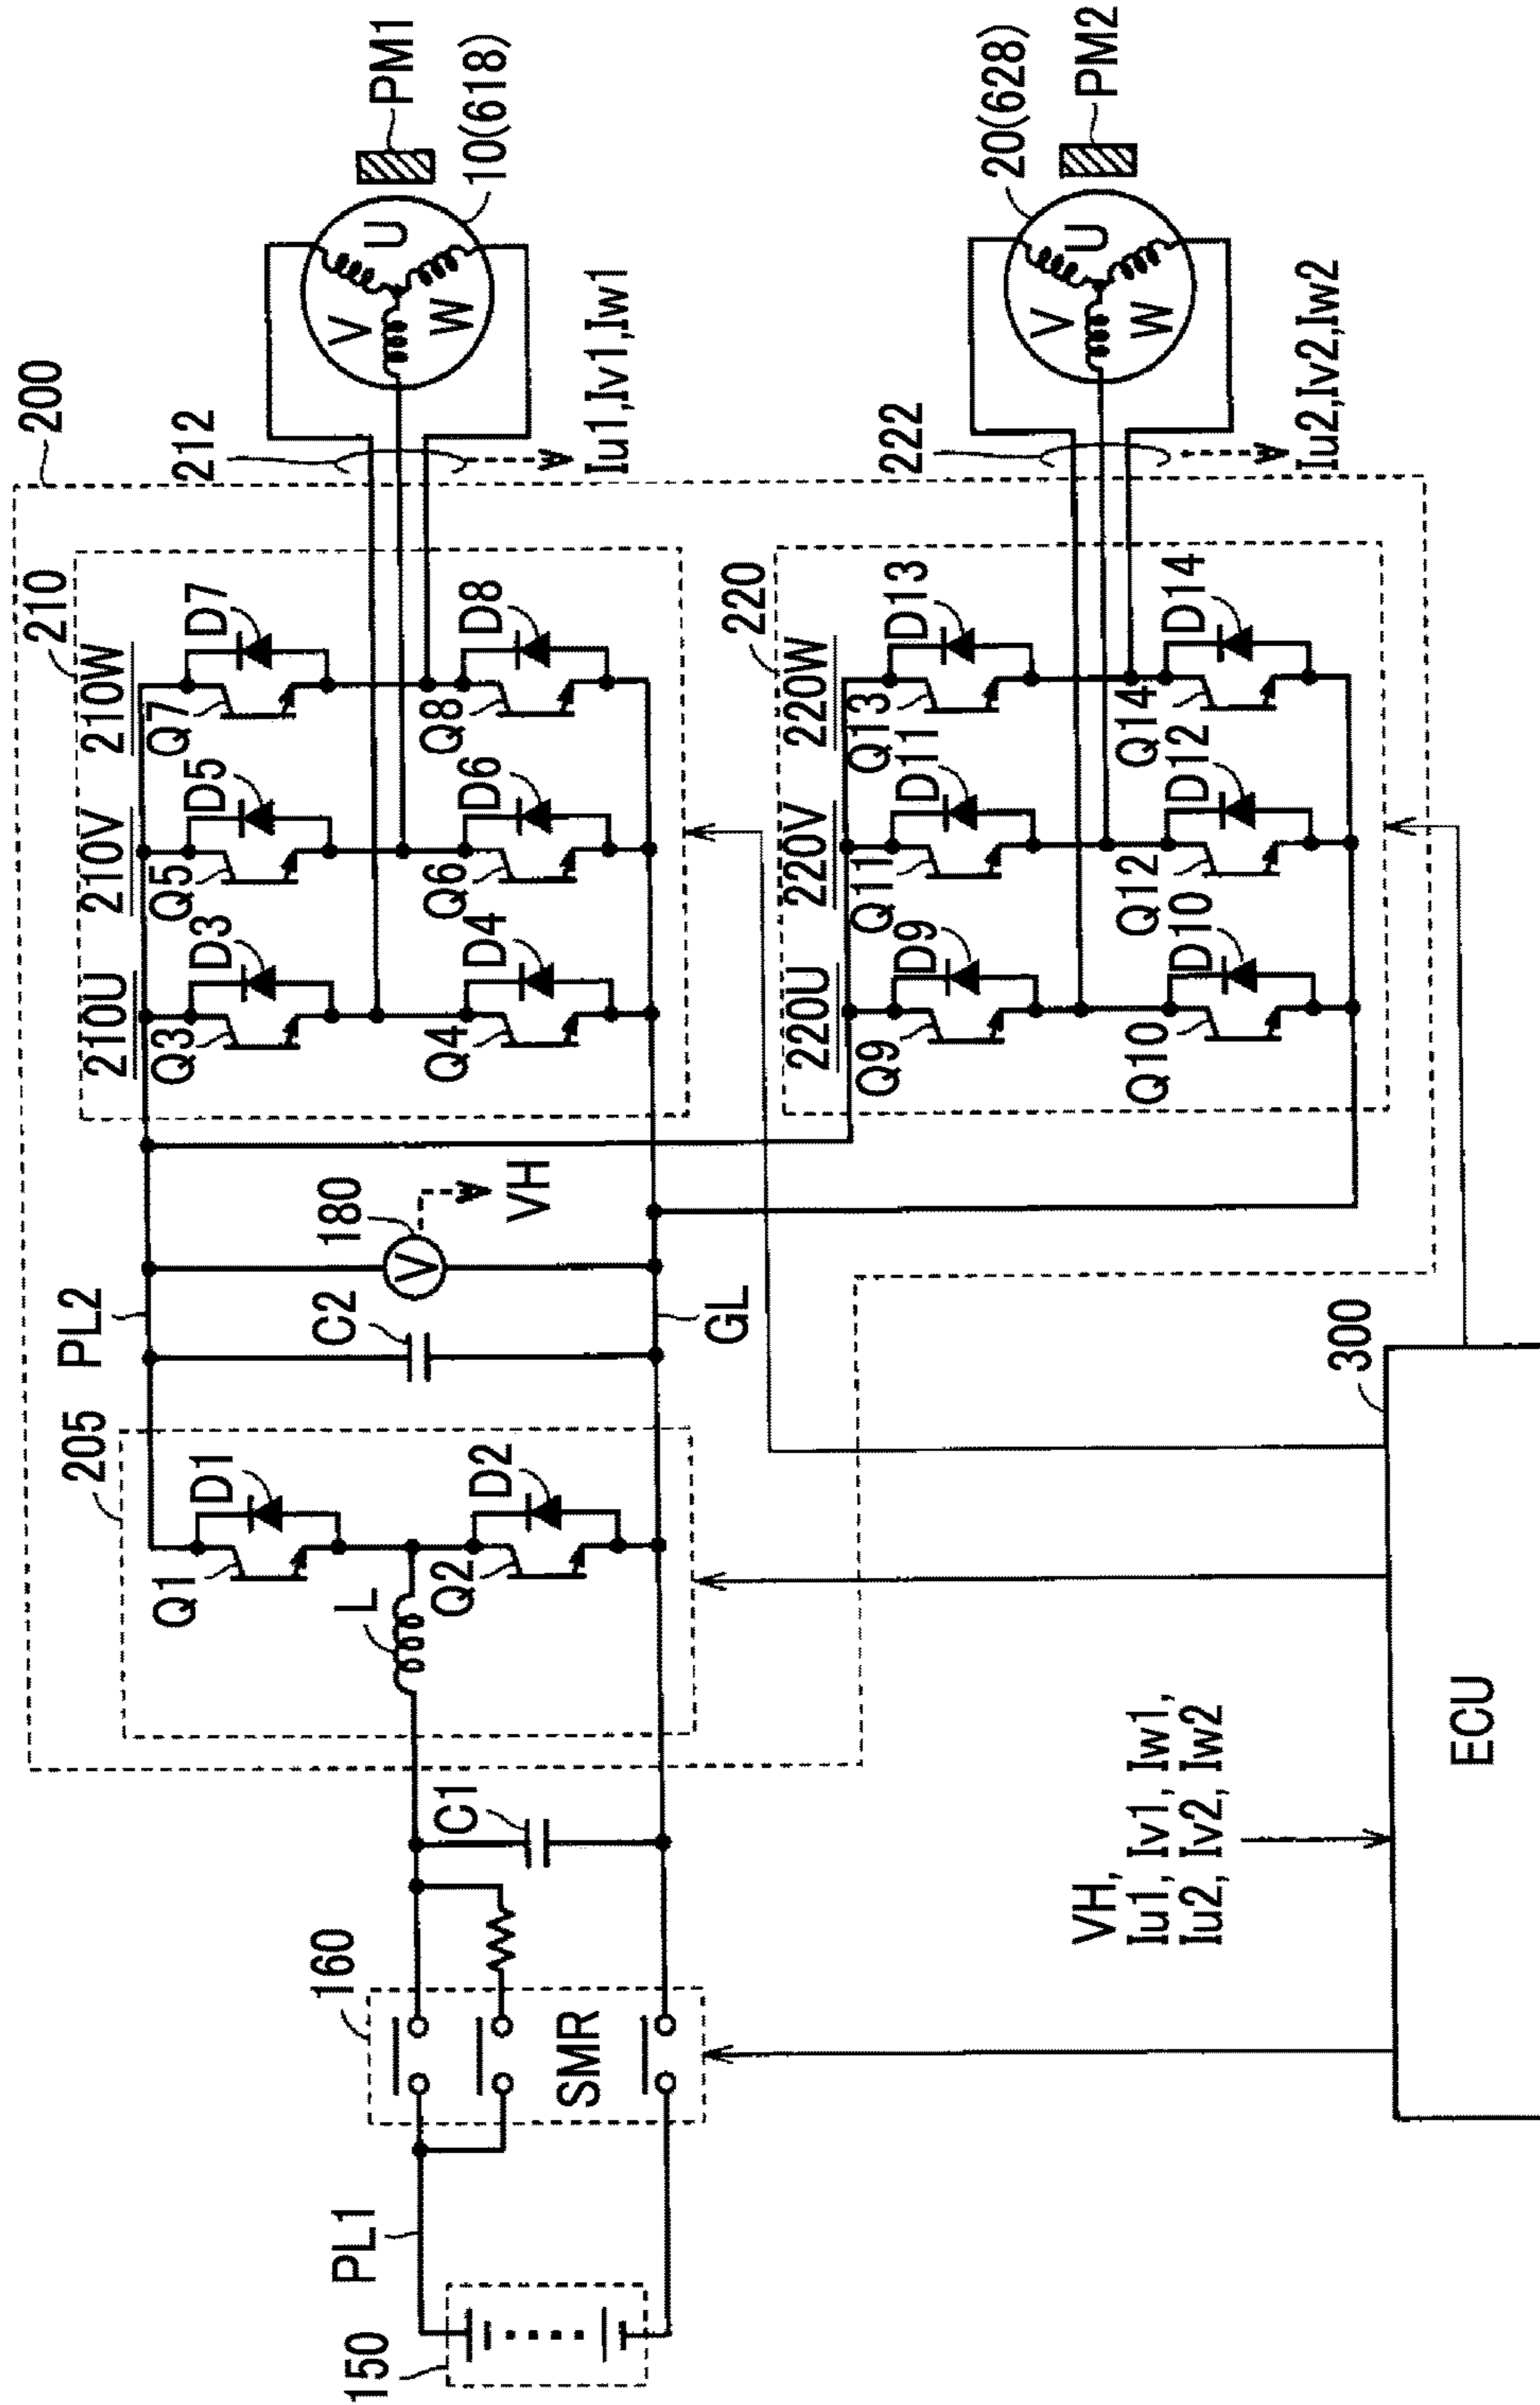 200
210
210U
210V
210W
212
PM1
10(618)
Q3
D3
Q5
D5
Q7
D7
Q4
D4
Q6
D6
Q8
D8
U
V
W
Iu1,Iv1,Iw1
205
PL2
Q1
D1
L
Q2
D2
C2
180
V
VH
GL
150
PL1
160
SMR
C1
220
220U
220V
220W
222
20(628)
PM2
Q9
D9
Q11
D11
Q13
D13
Q10
D10
Q12
D12
Q14
D14
U
V
W
Iu2,Iv2,Iw2
VH,
Iu1, Iv1, Iw1,
Iu2, Iv2, Iw2
300
ECU